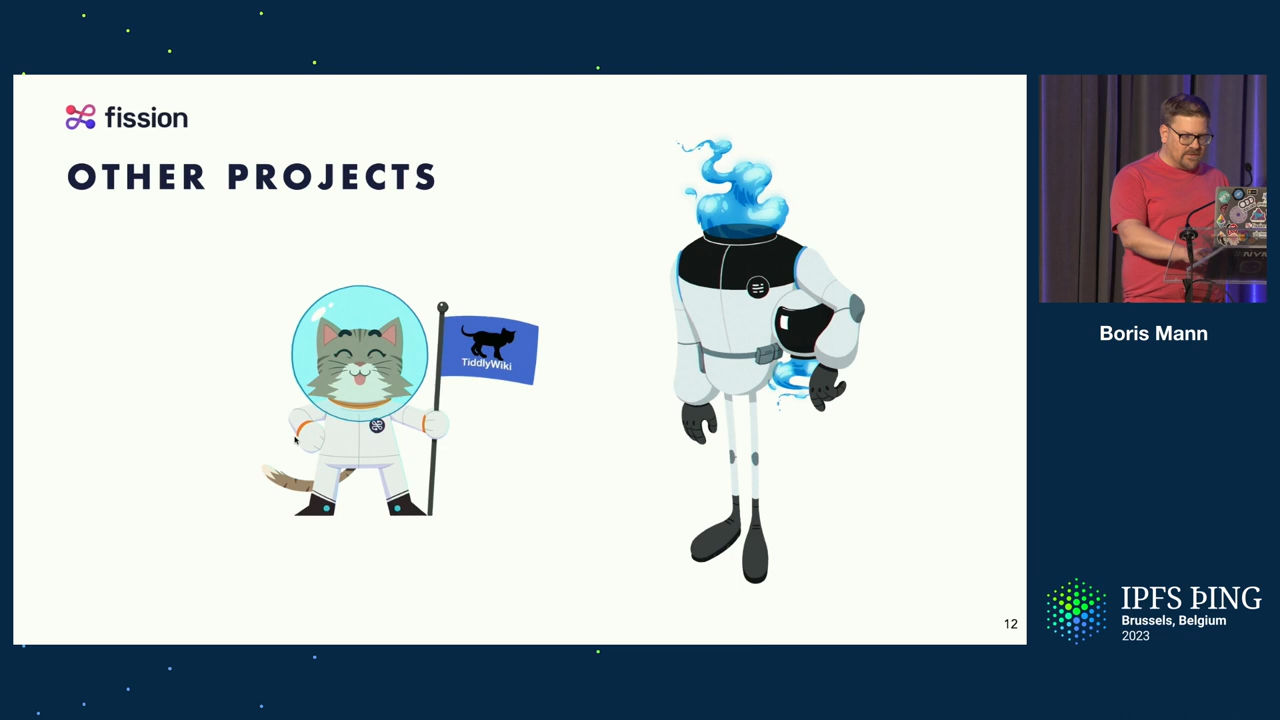 fission
OTHER PROJECTS
TiddlyWiki
12
Boris Mann
IPFS ÞING
Brussels, Belgium
2023